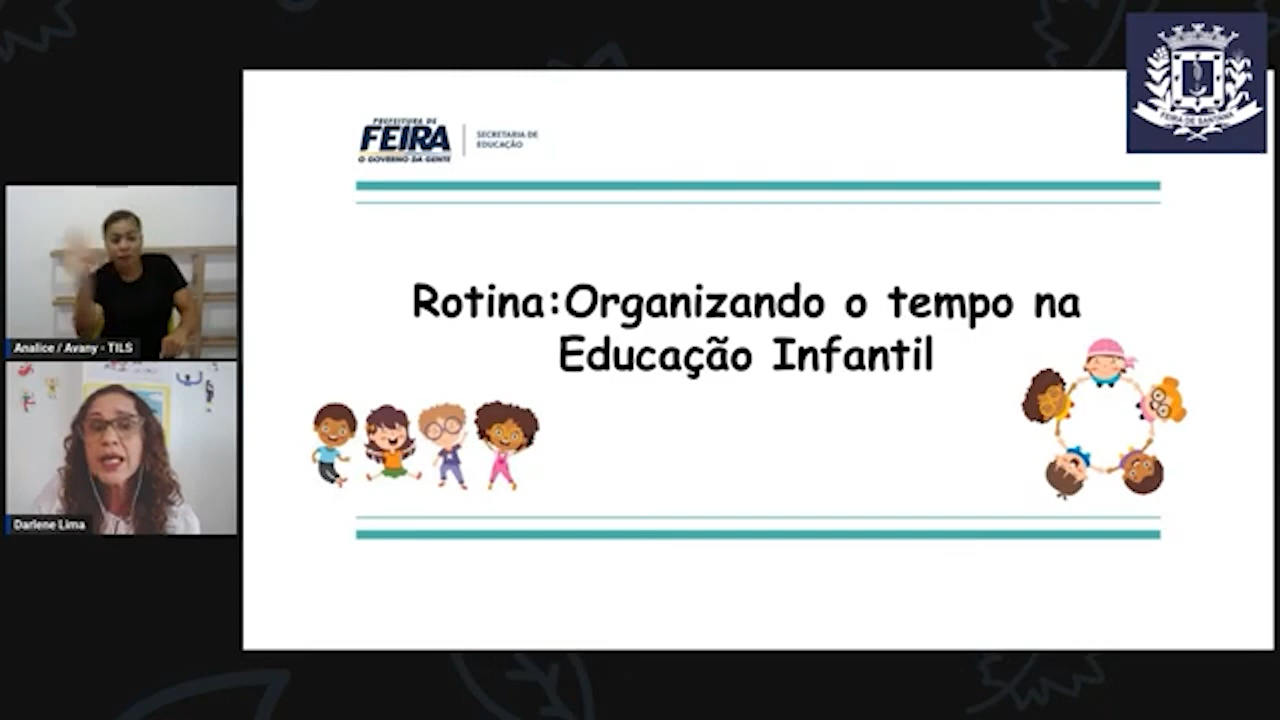 FEIRA DE SANTANA
PREFEITURA DE
FEIRA
O GOVERNO DA GENTE
SECRETARIA DE
EDUCAÇÃO
Rotina:Organizando o tempo na
Educação Infantil
Analice / Avany - TILS
Darlene Lima